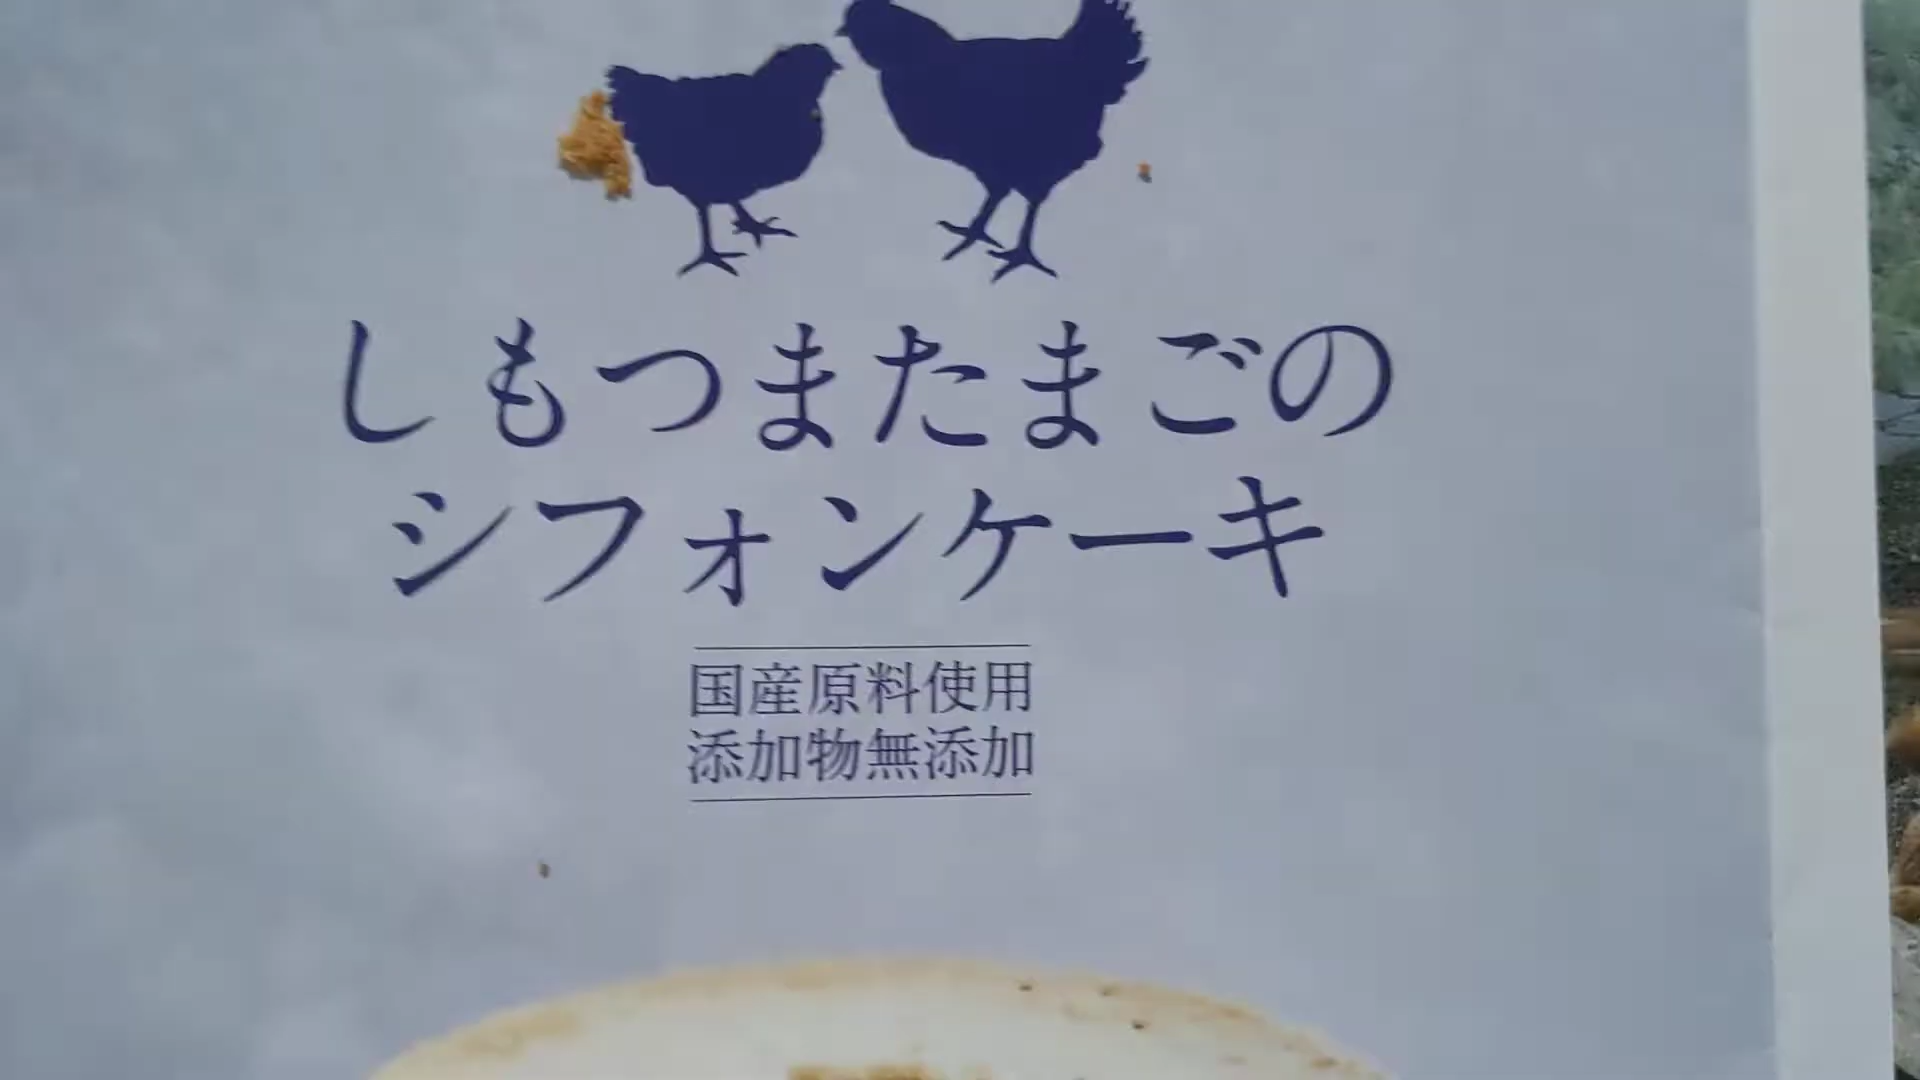 しもつまたまごの
シフォンケーキ
国産原料使用
添加物無添加